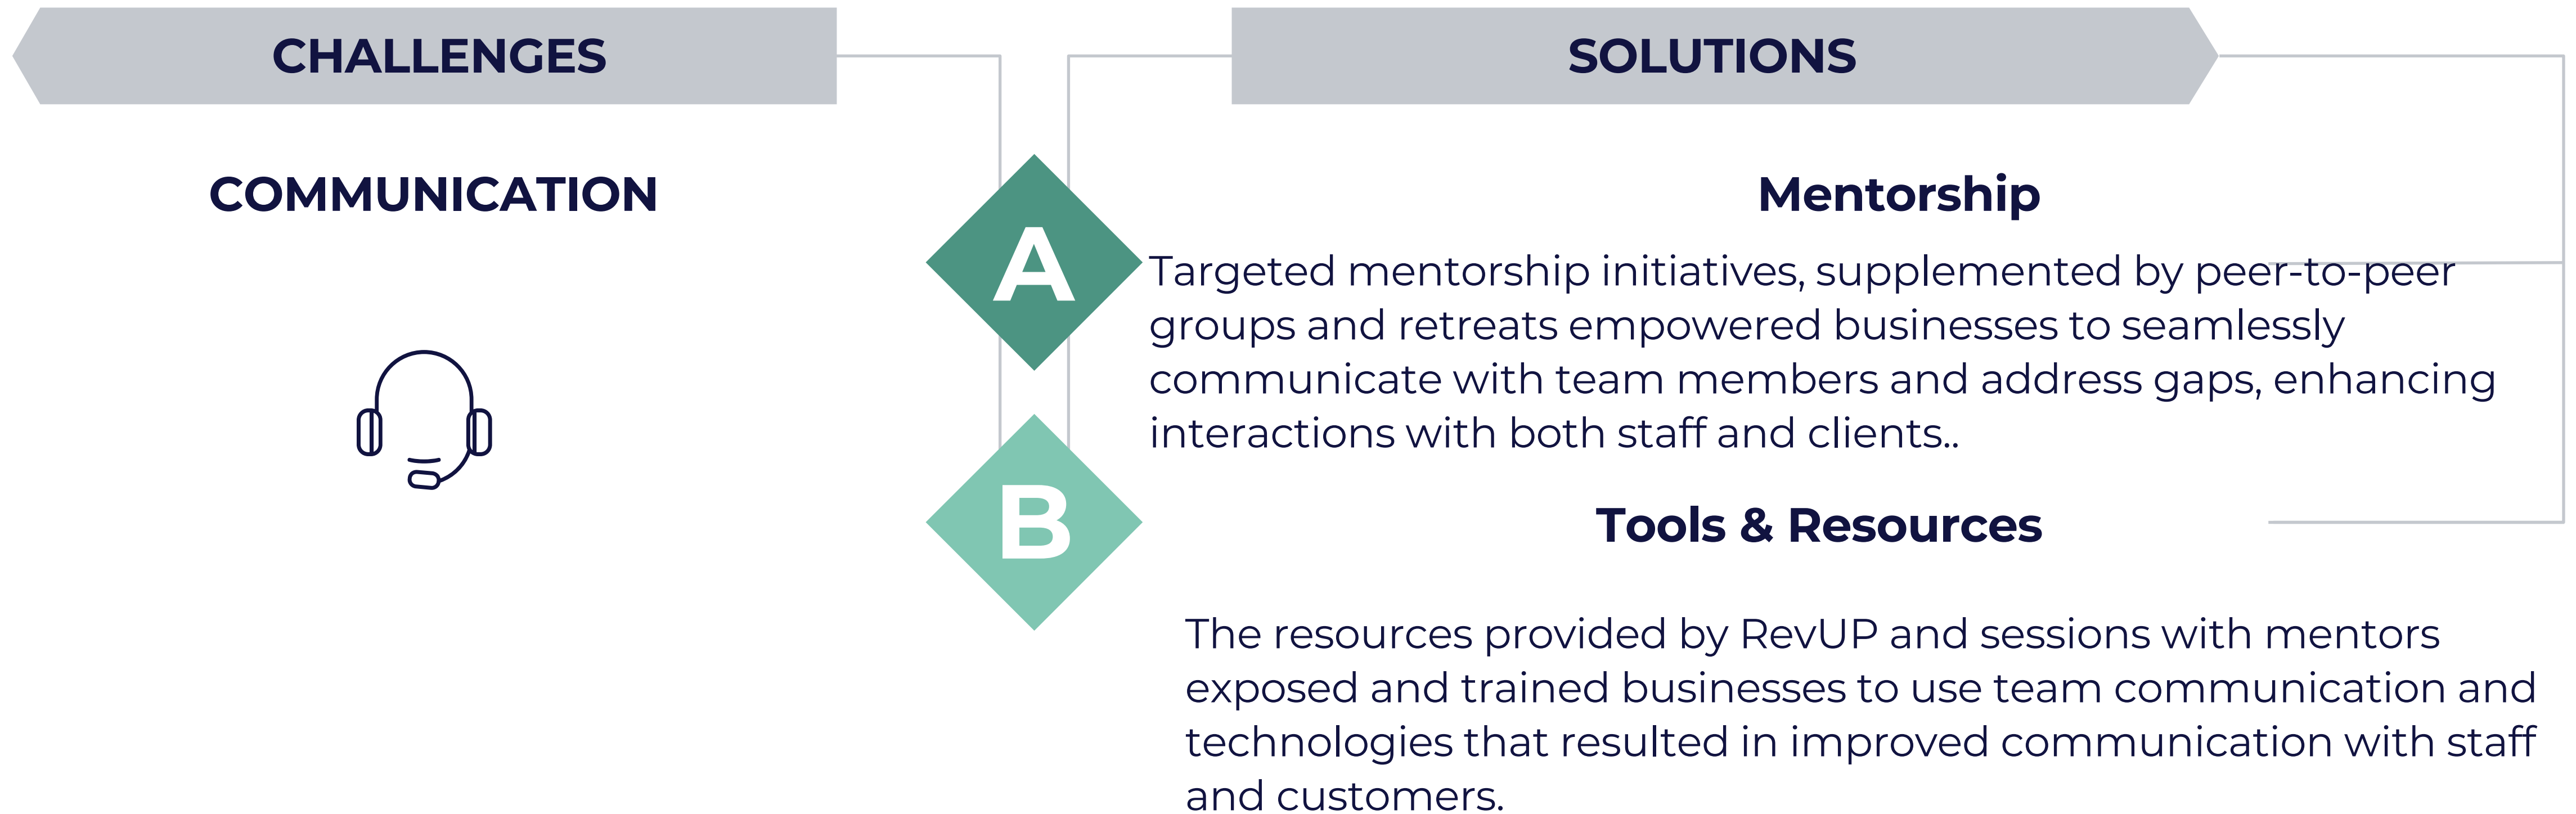 CHALLENGES
SOLUTIONS
COMMUNICATION
A
Mentorship
Targeted mentorship initiatives, supplemented by peer-to-peer
groups and retreats empowered businesses to seamlessly
communicate with team members and address gaps, enhancing
interactions with both staff and clients..
B
Tools & Resources
The resources provided by RevUP and sessions with mentors
exposed and trained businesses to use team communication and
technologies that resulted in improved communication with staff
and customers.